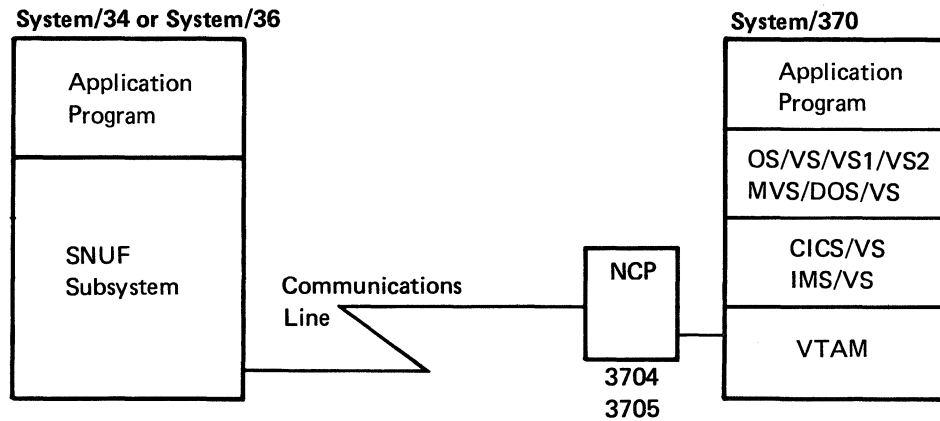 System/34 or System/36
Application
Program
SNUF
Subsystem
Communications
Line
NCP
3704
3705
System/370
Application
Program
OS/VS/VS1/VS2
MVS/DOS/VS
CICS/VS
IMS/VS
VTAM